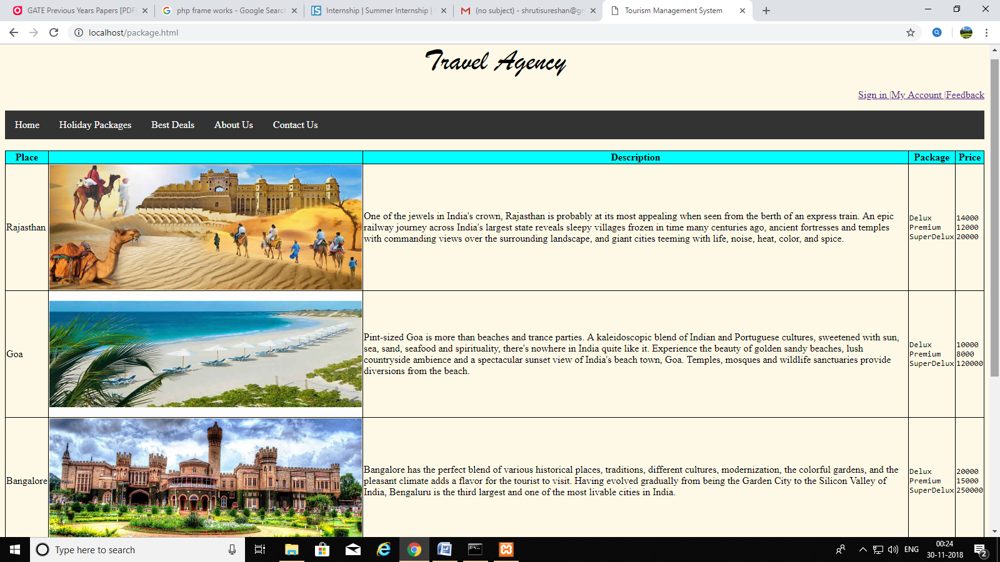 GATE Previous Years Papers [PDF]
php frame works - Google Search
Internship | Summer Internship |
(no subject) - shrutisureshan@gm
Tourism Management System
localhost/package.html
Travel Agency
Sign in |My Account |Feedback
Home Holiday Packages Best Deals About Us Contact Us
Place Description Package Price
Rajasthan
One of the jewels in India's crown, Rajasthan is probably at its most appealing when seen from the berth of an express train. An epic
railway journey across India's largest state reveals sleepy villages frozen in time many centuries ago, ancient fortresses and temples
with commanding views over the surrounding landscape, and giant cities teeming with life, noise, heat, color, and spice.
Delux 14000
Premium 12000
SuperDelux 20000
Goa
Pint-sized Goa is more than beaches and trance parties. A kaleidoscopic blend of Indian and Portuguese cultures, sweetened with sun,
sea, sand, seafood and spirituality, there's nowhere in India quite like it. Experience the beauty of golden sandy beaches, lush
countryside ambience and a spectacular sunset view of India's beach town, Goa. Temples, mosques and wildlife sanctuaries provide
diversions from the beach.
Delux 10000
Premium 8000
SuperDelux 120000
Bangalore
Bangalore has the perfect blend of various historical places, traditions, different cultures, modernization, the colorful gardens, and the
pleasant climate adds a flavor for the tourist to visit. Having evolved gradually from being the Garden City to the Silicon Valley of
India, Bengaluru is the third largest and one of the most livable cities in India.
Delux 20000
Premium 15000
SuperDelux 250000
Type here to search
ENG
00:24
30-11-2018
2